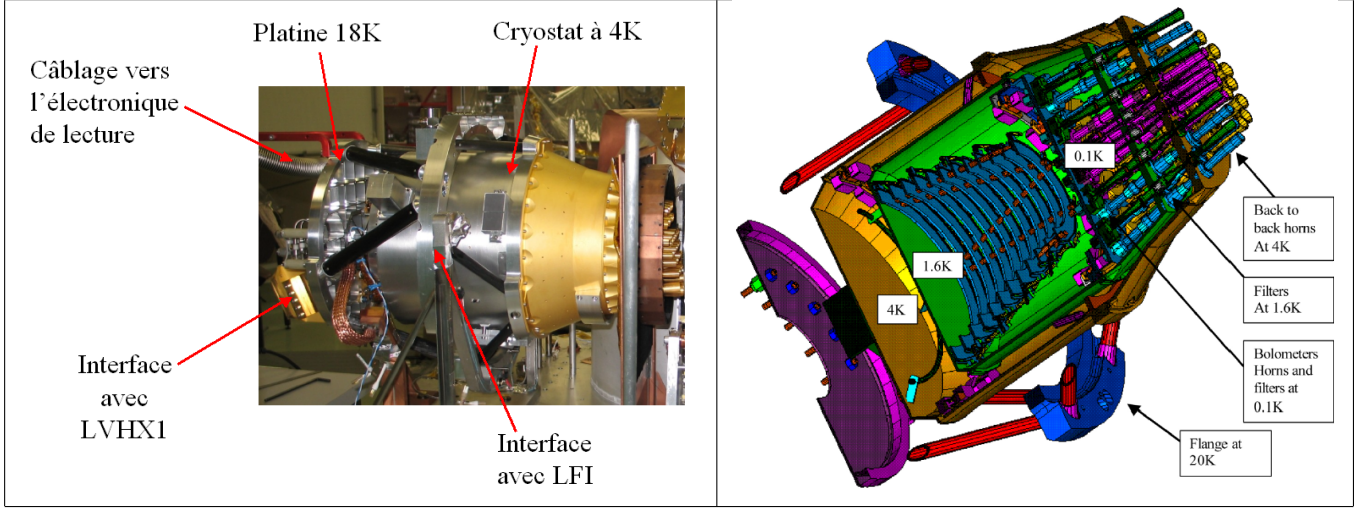 Platine 18K
Cryostat à 4K
Câblage vers
l'électronique
de lecture
Interface
avec
LVHX1
Interface
avec LFI
0.1K
1.6K
4K
Back to
back horns
At 4K
Filters
At 1.6K
Bolometers
Horns and
filters at
0.1K
Flange at
20K